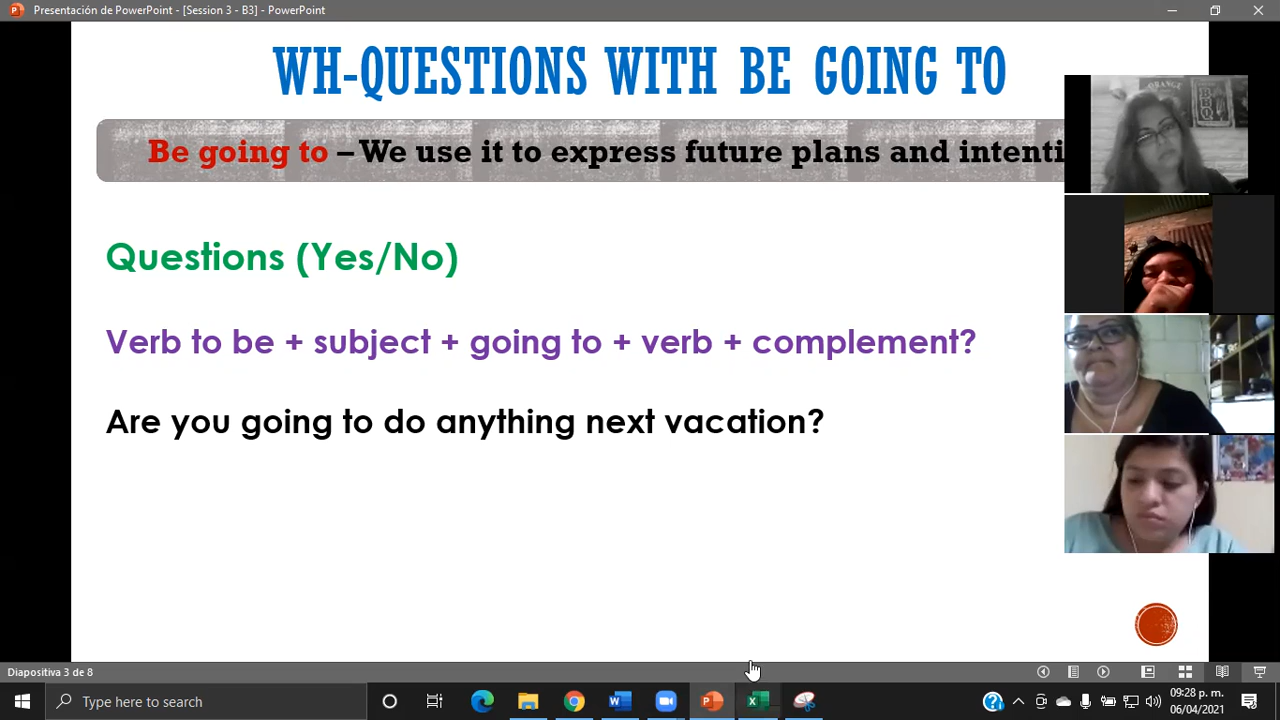 Presentación de PowerPoint - [Session 3 - B3] - PowerPoint
WH-QUESTIONS WITH BE GOING TO
ORANGE
BBQ
Be going to – We use it to express future plans and intenti
Questions (Yes/No)
Verb to be + subject + going to + verb + complement?
Are you going to do anything next vacation?
Diapositiva 3 de 8
Type here to search
09:28 p. m.
06/04/2021